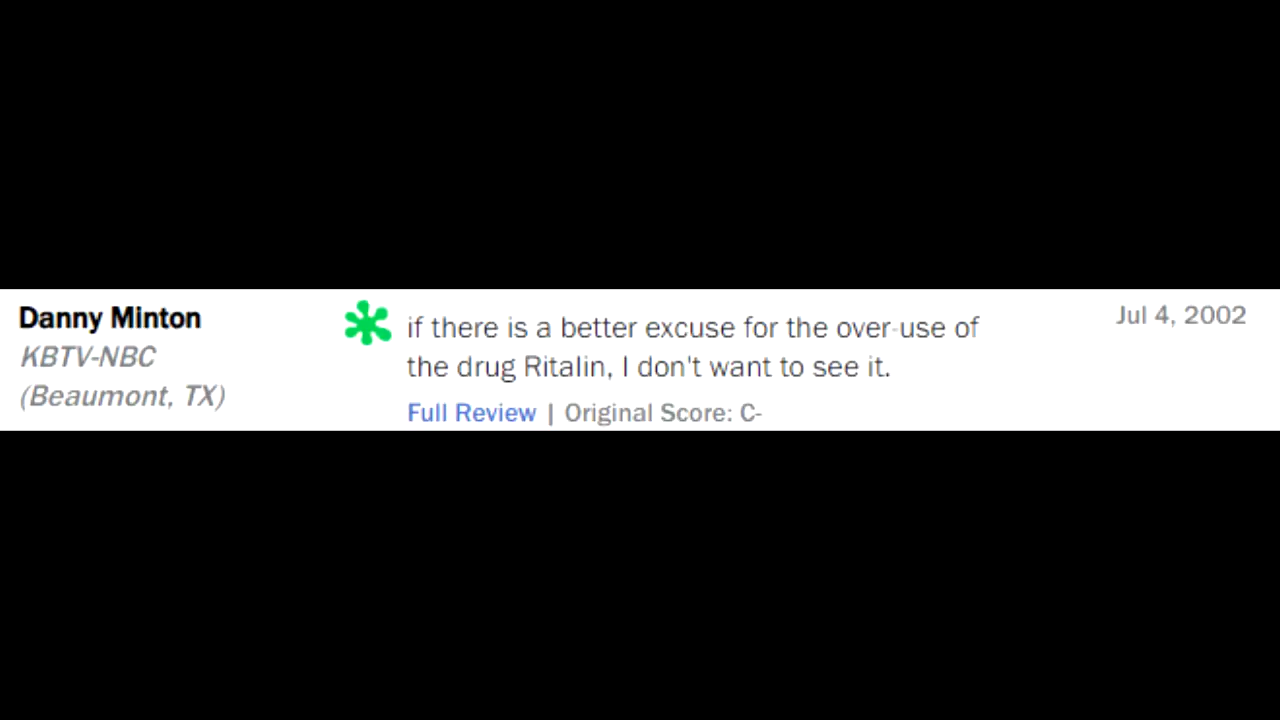 Danny Minton
KBTV-NBC
(Beaumont, TX)
if there is a better excuse for the over-use of
the drug Ritalin, I don't want to see it.
Full Review | Original Score: C-
Jul 4, 2002